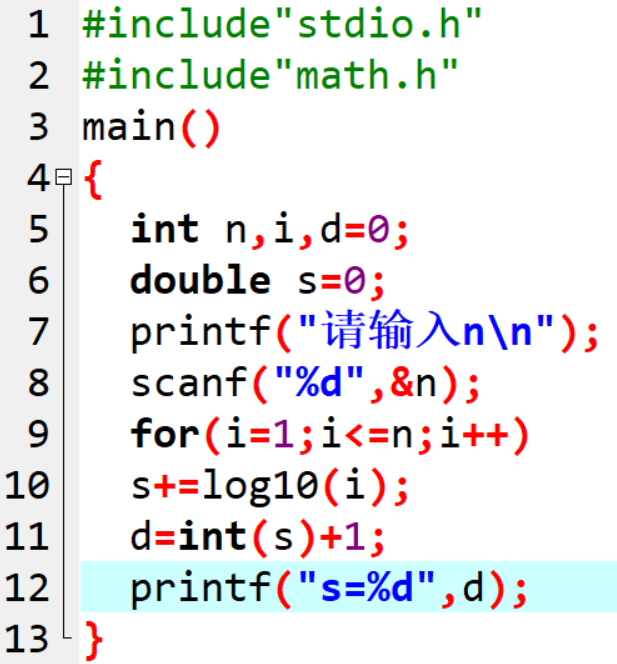 1 #include"stdio.h"
2 #include"math.h"
3 main()
4 {
5 int n,i,d=0;
6 double s=0;
7 printf("请输入n\n");
8 scanf("%d",&n);
9 for(i=1;i<=n;i++)
10 s+=log10(i);
11 d=int(s)+1;
12 printf("s=%d",d);
13 }